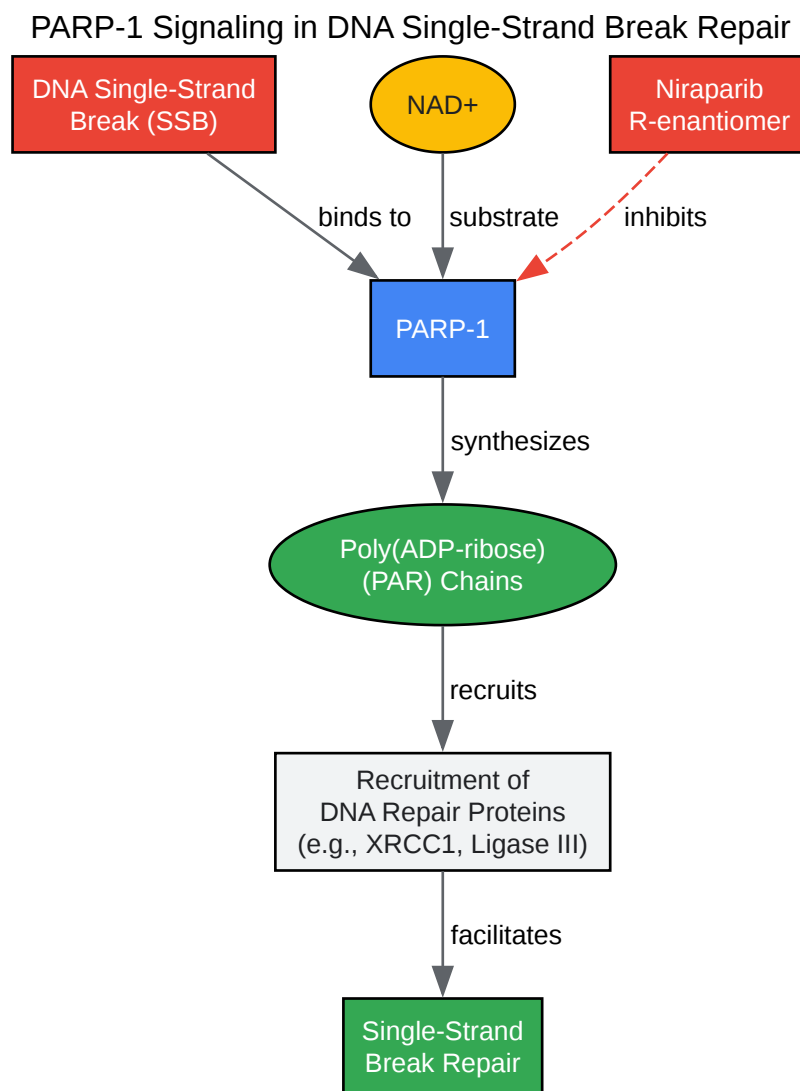 PARP-1 Signaling in DNA Single-Strand Break Repair
DNA Single-Strand
Break (SSB)
NAD+
Niraparib
R-enantiomer
binds to
substrate
inhibits
PARP-1
synthesizes
Poly(ADP-ribose)
(PAR) Chains
recruits
Recruitment of
DNA Repair Proteins
(e.g., XRCC1, Ligase III)
facilitates
Single-Strand
Break Repair